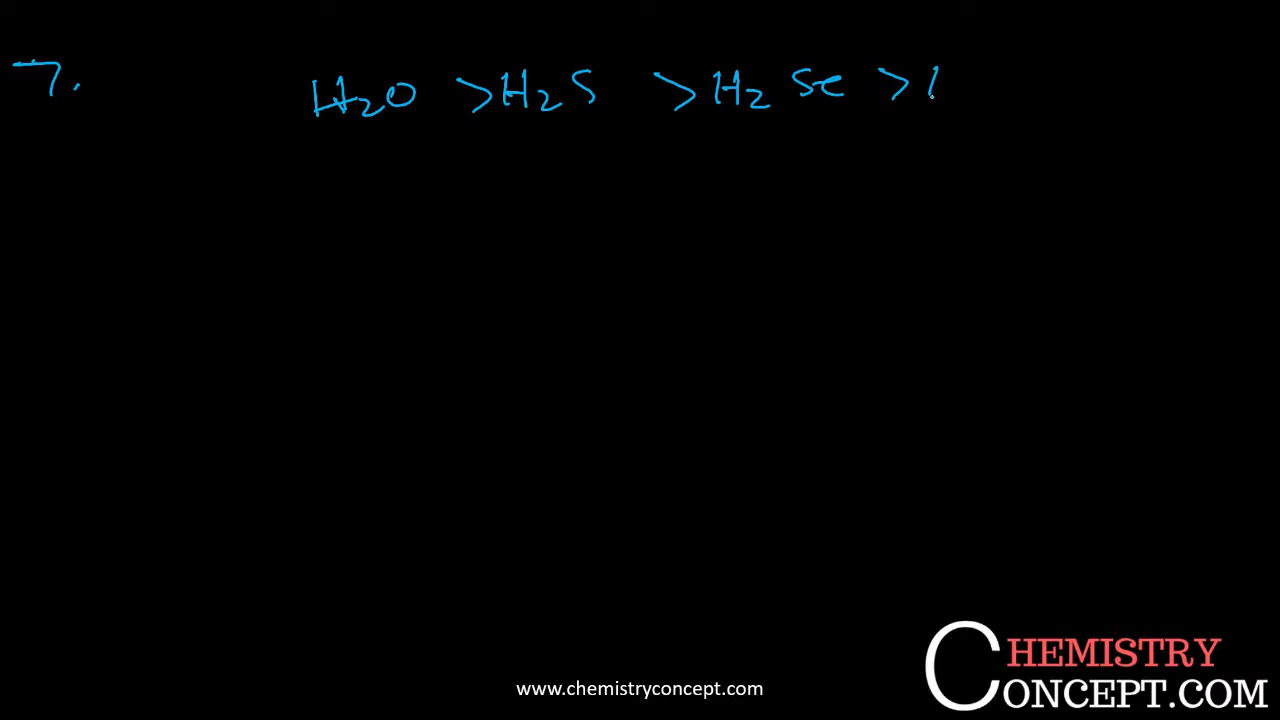 7. H₂O > H₂S > H₂Se >
CHEMISTRY
CONCEPT.COM
www.chemistryconcept.com